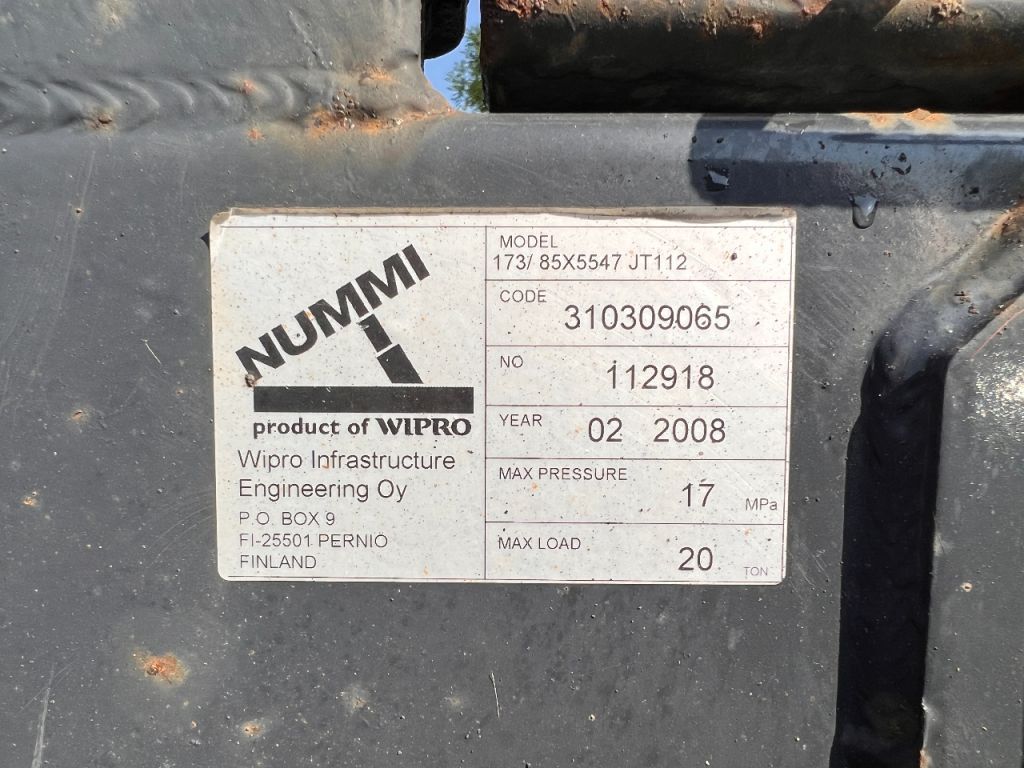 NUMMI
product of WIPRO
Wipro Infrastructure
Engineering Oy
P.O. BOX 9
FI-25501 PERNIÖ
FINLAND
MODEL
173/ 85X5547 JT112
CODE
310309065
NO
112918
YEAR
02 2008
MAX PRESSURE
17 MPa
MAX LOAD
20 TON